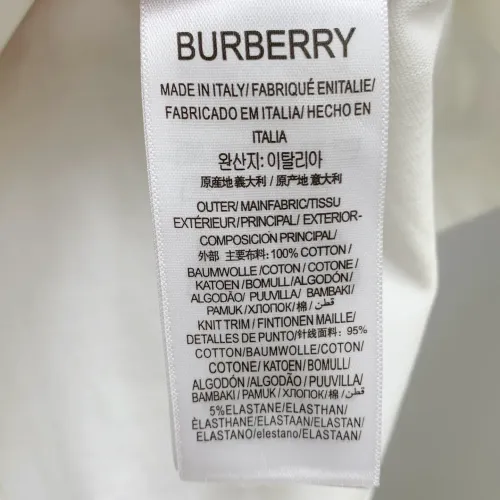 BURBERRY
MADE IN ITALY/ FABRIQUÉ ENITALIE/
FABRICADO EM ITALIA/ HECHO EN
ITALIA
완산지: 이탈리아
原産地 義大利 / 原产地 意大利
OUTER/ MAINFABRIC/TISSU
EXTÉRIEUR/PRINCIPAL/ EXTERIOR-
COMPOSICION PRINCIPAL/
外部 主要布料: 100% COTTON /
BAUMWOLLE /COTON / COTONE /
KATOEN / BOMULL/ ALGODÓN/
ALGODÃO/ PUUVILLA/ BAMBAKI/
PAMUK /ХЛОПОК/ 棉 / قطن /
KNIT TRIM / FINTIONEN MAILLE/
DETALLES DE PUNTO/针线面料: 95%
COTTON/BAUMWOLLE/COTON/
COTONE/ KATOEN/ BOMULL/
ALGODÓN /ALGODÃO / PUUVILLA/
BAMBAKI / PAMUK / ХЛОПОК/ 棉 / قطن /
5%ELASTANE/ELASTHAN/
ÉLASTHANE/ELASTAAN/ELASTAN/
ELASTANO/elestano/ELASTAAN/